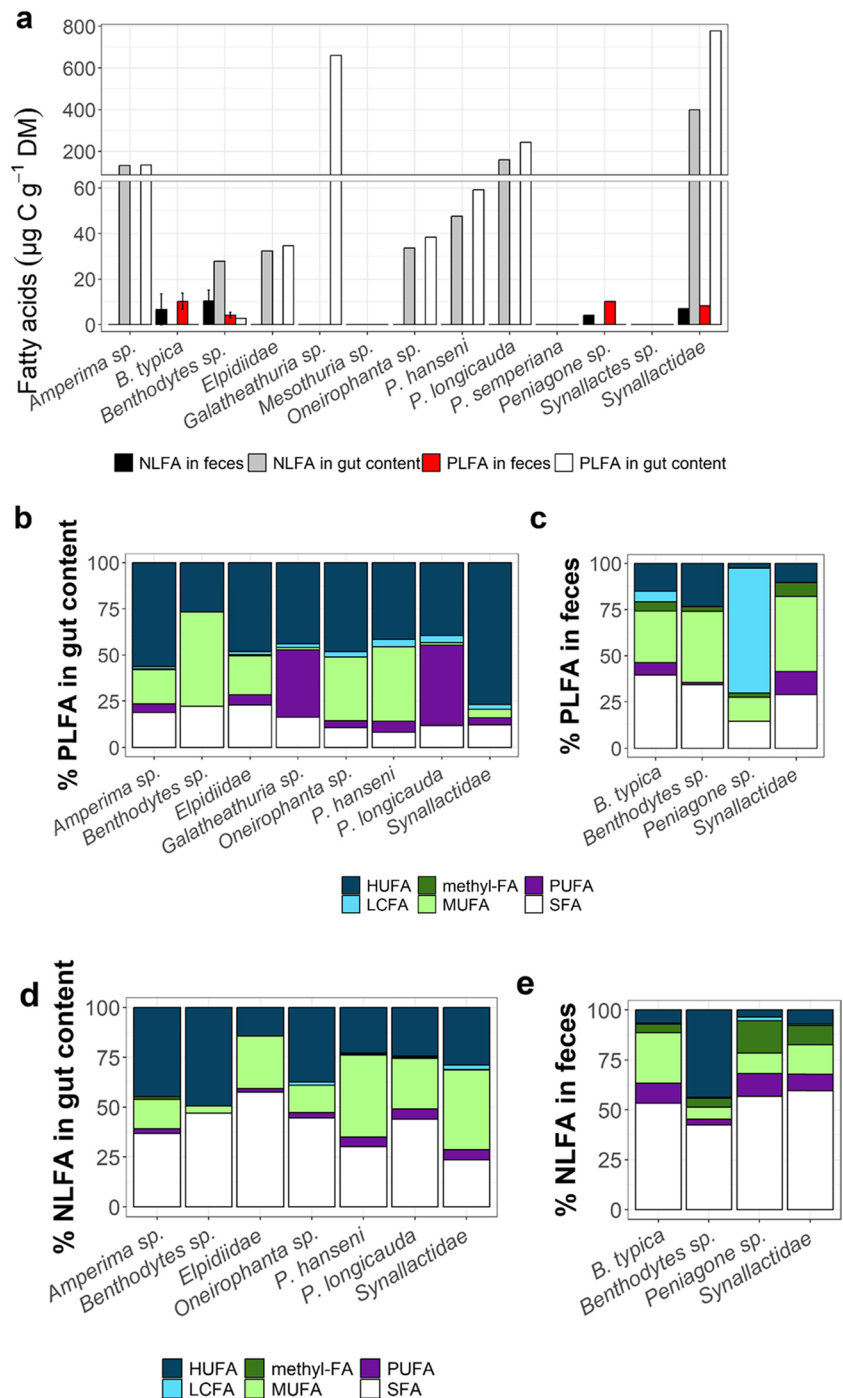 a
Fatty acids (µg C g⁻¹ DM)
800
600
400
200
60
40
20
0
Amperima sp.
B. typica
Benthodytes sp.
Elpidiidae
Galatheathuria sp.
Mesothuria sp.
Oneirophanta sp.
P. hanseni
P. longicauda
P. semperiana
Peniagone sp.
Synallactes sp.
Synallactidae
NLFA in feces NLFA in gut content PLFA in feces PLFA in gut content
b
% PLFA in gut content
100
75
50
25
0
Amperima sp.
Benthodytes sp.
Elpidiidae
Galatheathuria sp.
Oneirophanta sp.
P. hanseni
P. longicauda
Synallactidae
c
% PLFA in feces
100
75
50
25
0
B. typica
Benthodytes sp.
Peniagone sp.
Synallactidae
HUFA methyl-FA PUFA
LCFA MUFA SFA
d
% NLFA in gut content
100
75
50
25
0
Amperima sp.
Benthodytes sp.
Elpidiidae
Oneirophanta sp.
P. hanseni
P. longicauda
Synallactidae
e
% NLFA in feces
100
75
50
25
0
B. typica
Benthodytes sp.
Peniagone sp.
Synallactidae
HUFA methyl-FA PUFA
LCFA MUFA SFA